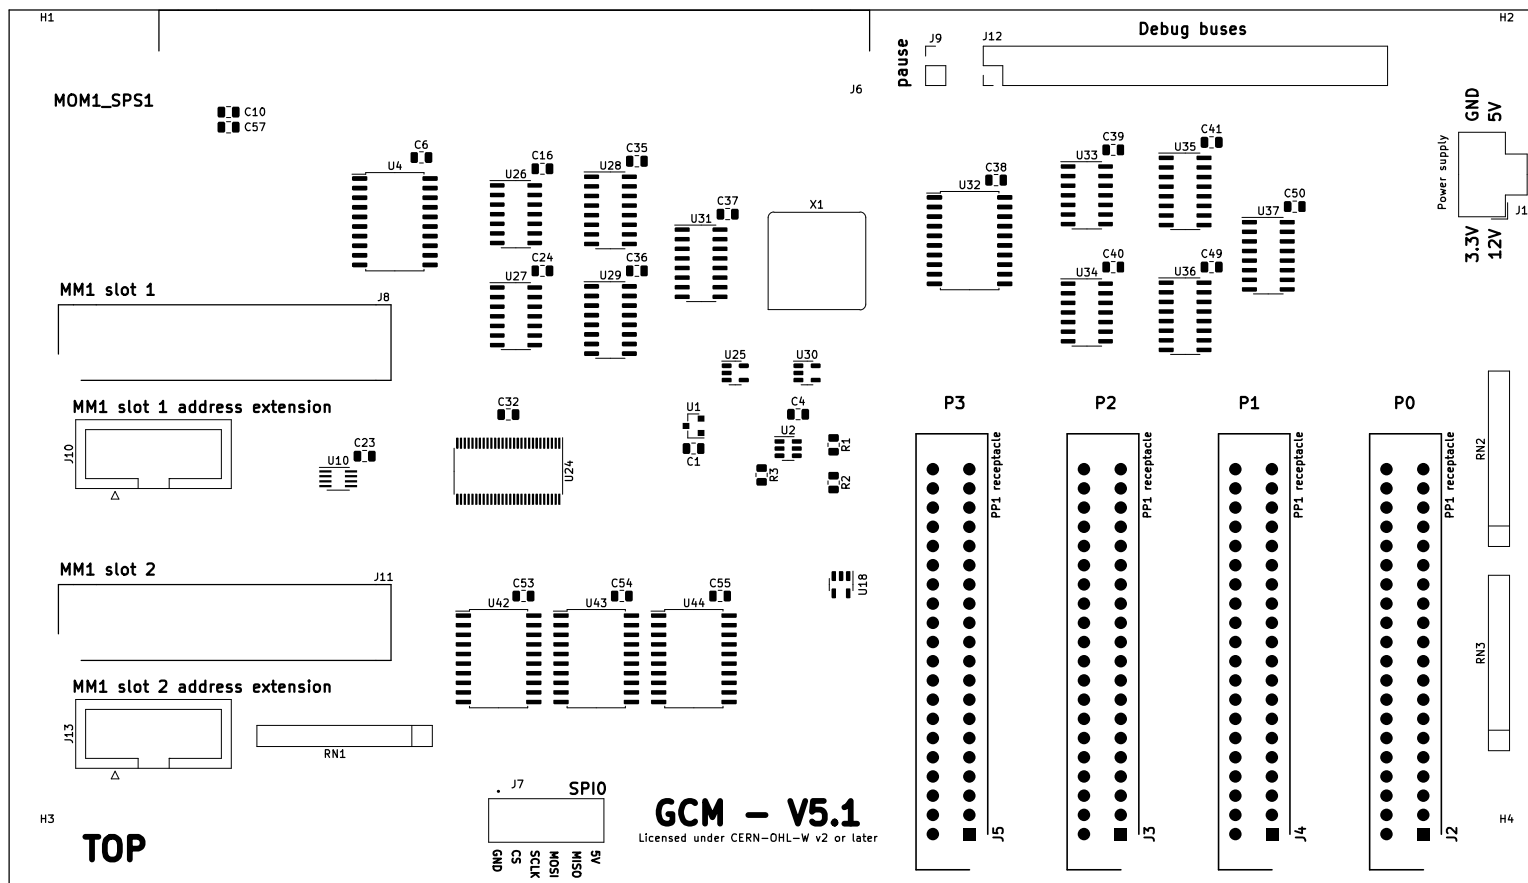 H1
H2
Debug buses
J9
J12
pause
J6
MOM1_SPS1
C10
C57
GND
5V
Power supply
J1
3.3V
12V
C6
U4
C16
U26
C35
U28
C37
U31
X1
C38
U32
C39
U33
C41
U35
C50
U37
C24
U27
C36
U29
C40
U34
C49
U36
MM1 slot 1
J8
U25
U30
MM1 slot 1 address extension
J10
C32
U1
C4
U2
C1
R1
R3
R2
U10
C23
U24
P3
P2
P1
P0
PP1 receptacle
PP1 receptacle
PP1 receptacle
PP1 receptacle
RN2
MM1 slot 2
J11
C53
U42
C54
U43
C55
U44
U18
RN3
MM1 slot 2 address extension
J13
RN1
J7
SPI0
GCM – V5.1
Licensed under CERN-OHL-W v2 or later
GND
CS
SCLK
MOSI
MISO
5V
H3
TOP
J5
J3
J4
J2
H4